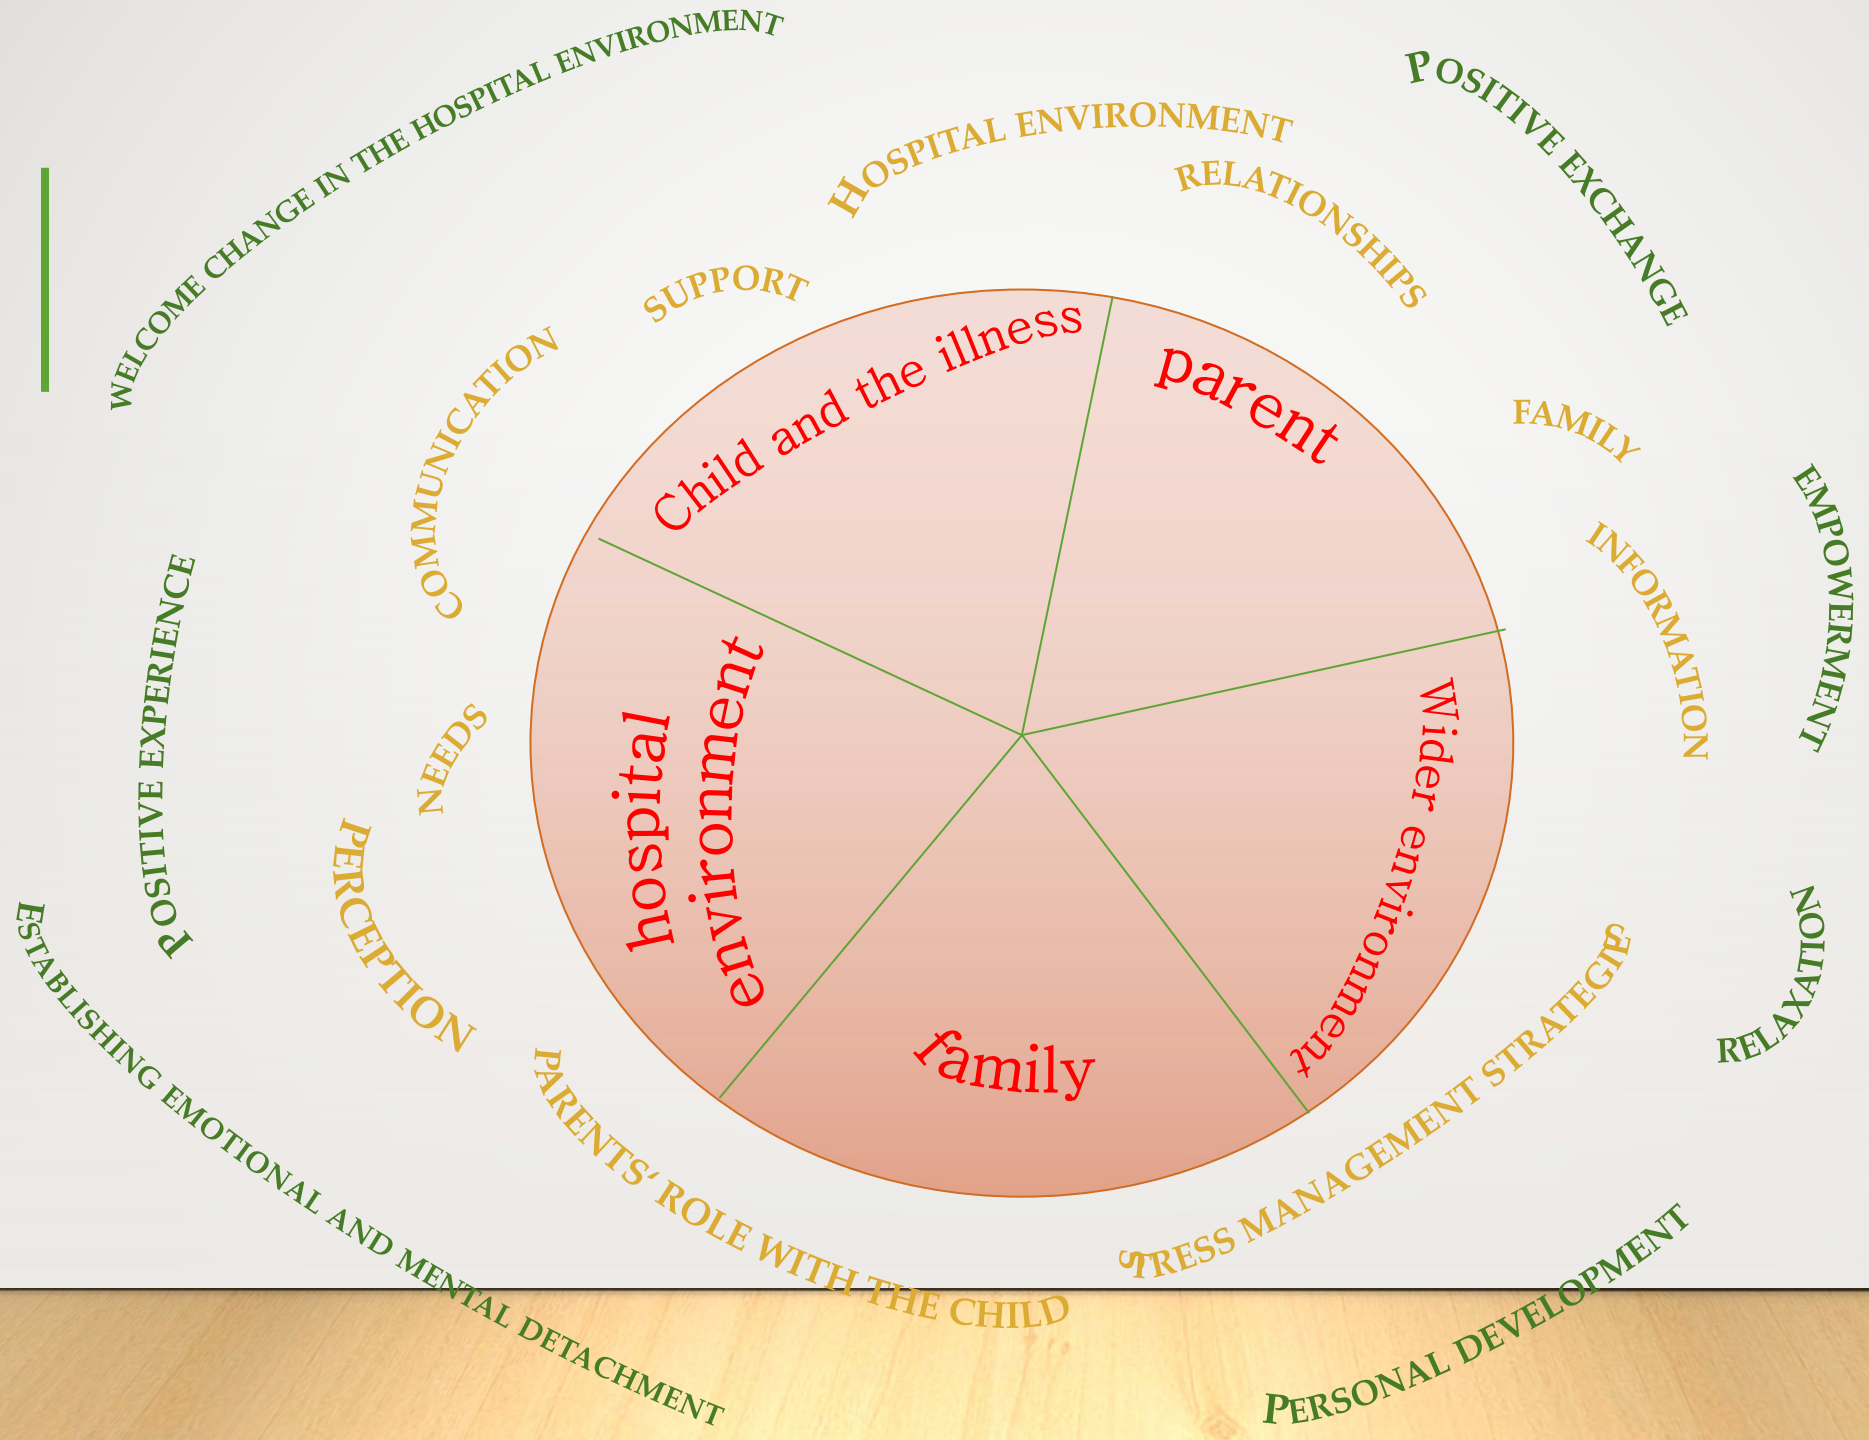 WELCOME CHANGE IN THE HOSPITAL ENVIRONMENT
POSITIVE EXCHANGE
HOSPITAL ENVIRONMENT
RELATIONSHIPS
SUPPORT
COMMUNICATION
Child and the illness
parent
FAMILY
EMPOWERMENT
INFORMATION
POSITIVE EXPERIENCE
NEEDS
hospital
environment
Wider environment
PERCEPTION
family
RELAXATION
ESTABLISHING EMOTIONAL AND MENTAL DETACHMENT
PARENTS‘ ROLE WITH THE CHILD
STRESS MANAGEMENT STRATEGIES
PERSONAL DEVELOPMENT